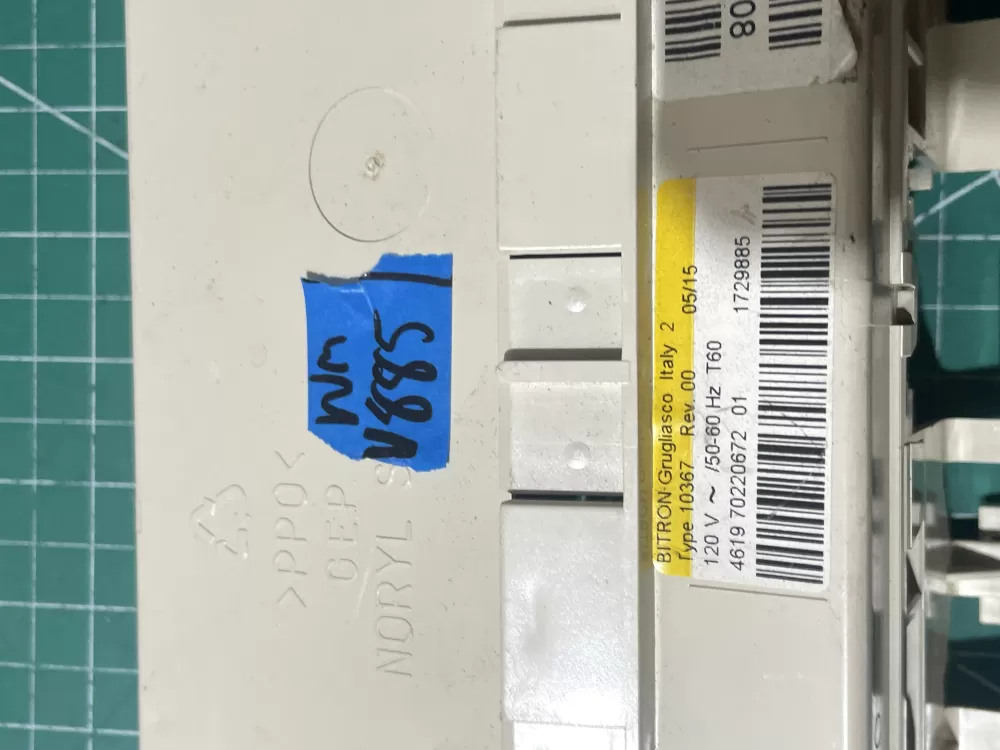 80
BITRON-Grugliasco Italy 2
Type 10367 Rev. 00 05/15
120 V ~ /50-60 Hz T60
4619 70220672 01 1729885
WM
V885
>PPO<
GEP
NORYL S